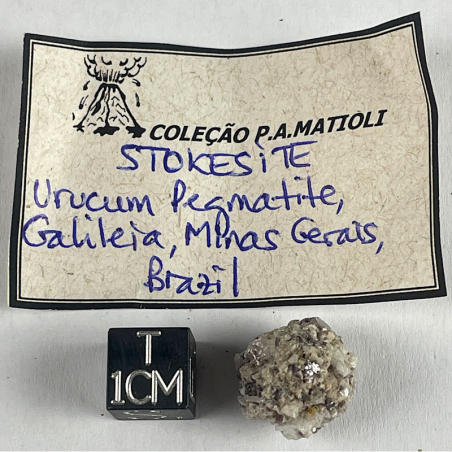 COLEÇÃO P.A.MATIOLI
STOKESiTE
Urucum Pegmatite,
Galileia, Minas Gerais,
Brazil
T
1CM